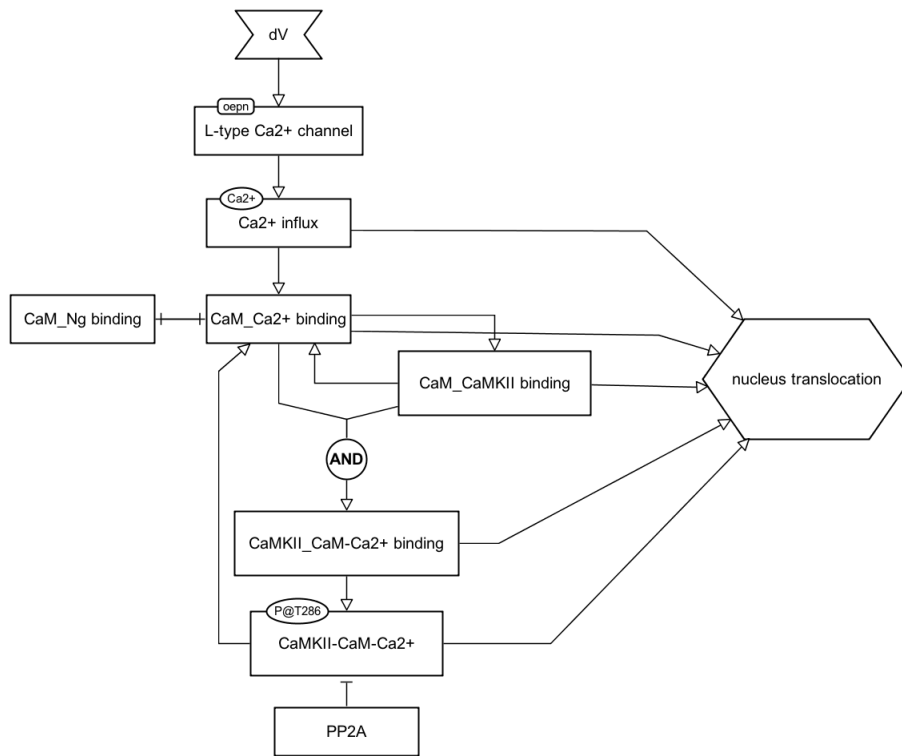 dV
oepn
L-type Ca2+ channel
Ca2+
Ca2+ influx
CaM_Ng binding
CaM_Ca2+ binding
CaM_CaMKII binding
nucleus translocation
AND
CaMKII_CaM-Ca2+ binding
P@T286
CaMKII-CaM-Ca2+
PP2A